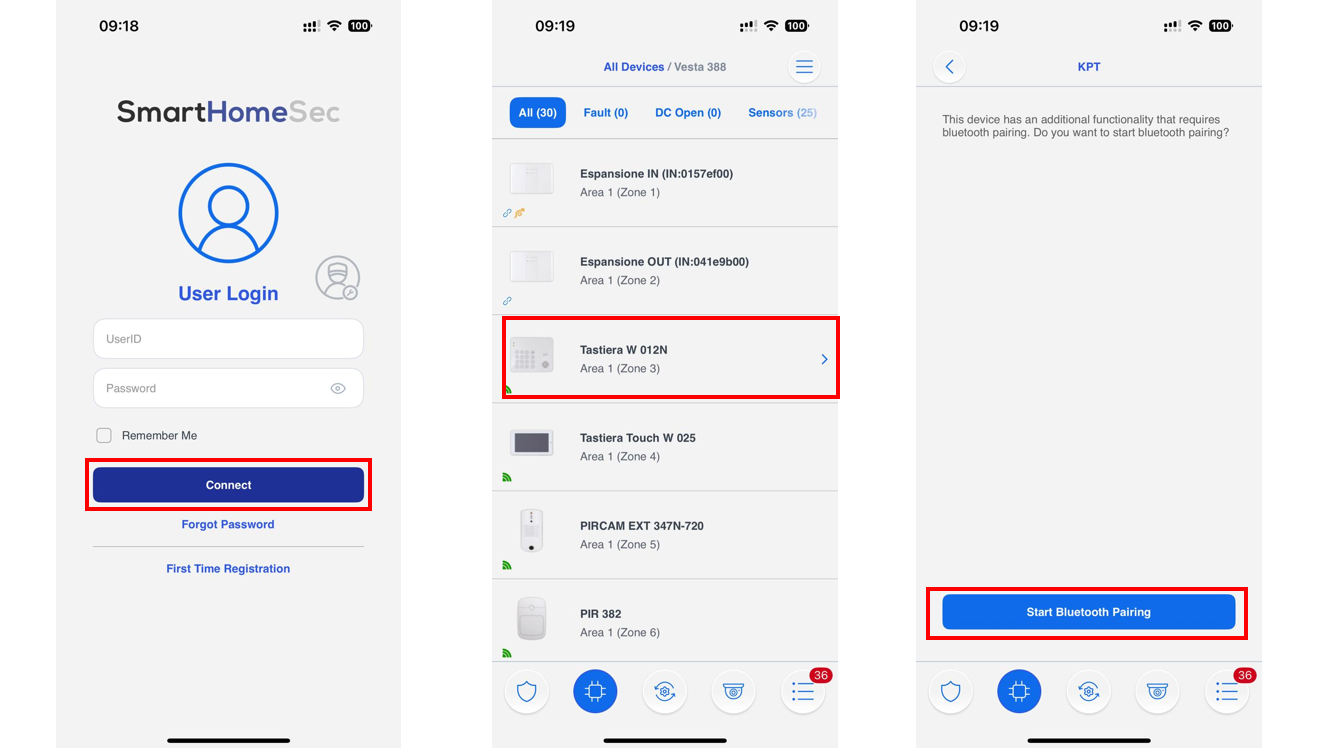 09:18
100
SmartHomeSec
User Login
UserID
Password
Remember Me
Connect
Forgot Password
First Time Registration
09:19
100
All Devices / Vesta 388
All (30)
Fault (0)
DC Open (0)
Sensors (25)
Espansione IN (IN:0157ef00)
Area 1 (Zone 1)
Espansione OUT (IN:041e9b00)
Area 1 (Zone 2)
Tastiera W 012N
Area 1 (Zone 3)
Tastiera Touch W 025
Area 1 (Zone 4)
PIRCAM EXT 347N-720
Area 1 (Zone 5)
PIR 382
Area 1 (Zone 6)
36
09:19
100
KPT
This device has an additional functionality that requires
bluetooth pairing. Do you want to start bluetooth pairing?
Start Bluetooth Pairing
36